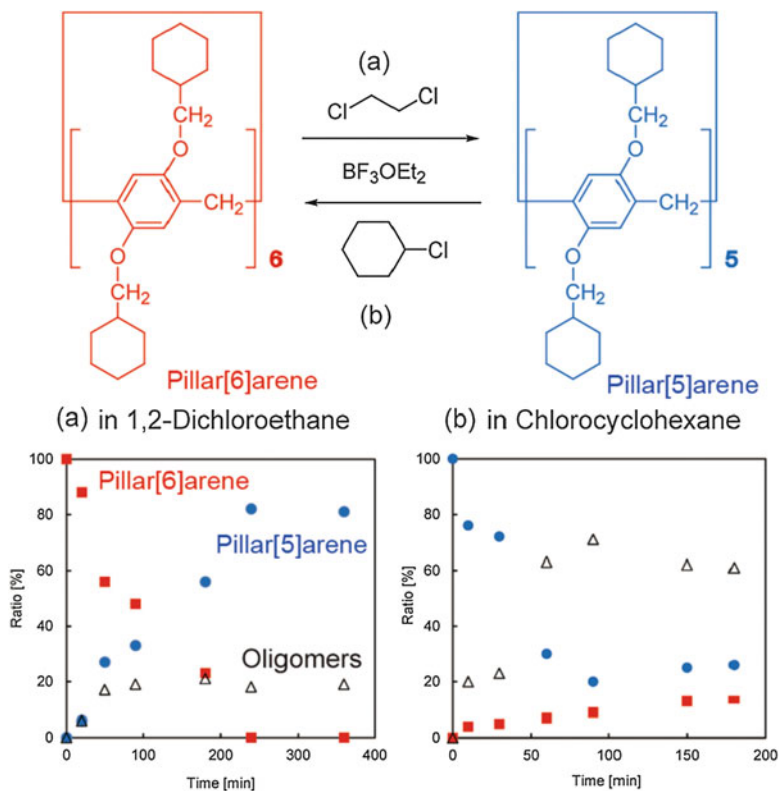 (a)
Cl
Cl
BF3OEt2
Cl
(b)
CH2
O
CH2
6
O
CH2
Pillar[6]arene
CH2
O
CH2
5
O
CH2
Pillar[5]arene
(a) in 1,2-Dichloroethane
(b) in Chlorocyclohexane
Pillar[6]arene
Pillar[5]arene
Oligomers
Ratio [%]
100
80
60
40
20
0
0 100 200 300 400
Time [min]
Ratio [%]
100
80
60
40
20
0
0 50 100 150 200
Time [min]